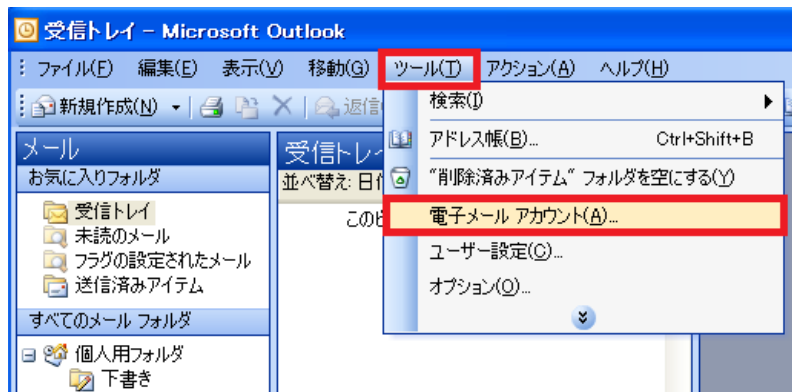 受信トレイ - Microsoft Outlook
ファイル(F) 編集(E) 表示(V) 移動(G) ツール(T) アクション(A) ヘルプ(H)
新規作成(N) 返信
検索(I)
アドレス帳(B)... Ctrl+Shift+B
"削除済みアイテム" フォルダを空にする(Y)
電子メール アカウント(A)...
ユーザー設定(C)...
オプション(O)...
メール
お気に入りフォルダ
受信トレイ
未読のメール
フラグの設定されたメール
送信済みアイテム
すべてのメール フォルダ
個人用フォルダ
下書き
受信トレイ
並べ替え: 日
この